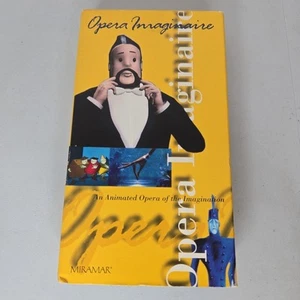 Opera Imaginaire
Opera Imaginaire
An Animated Opera of the Imagination
Opera
MIRAMAR